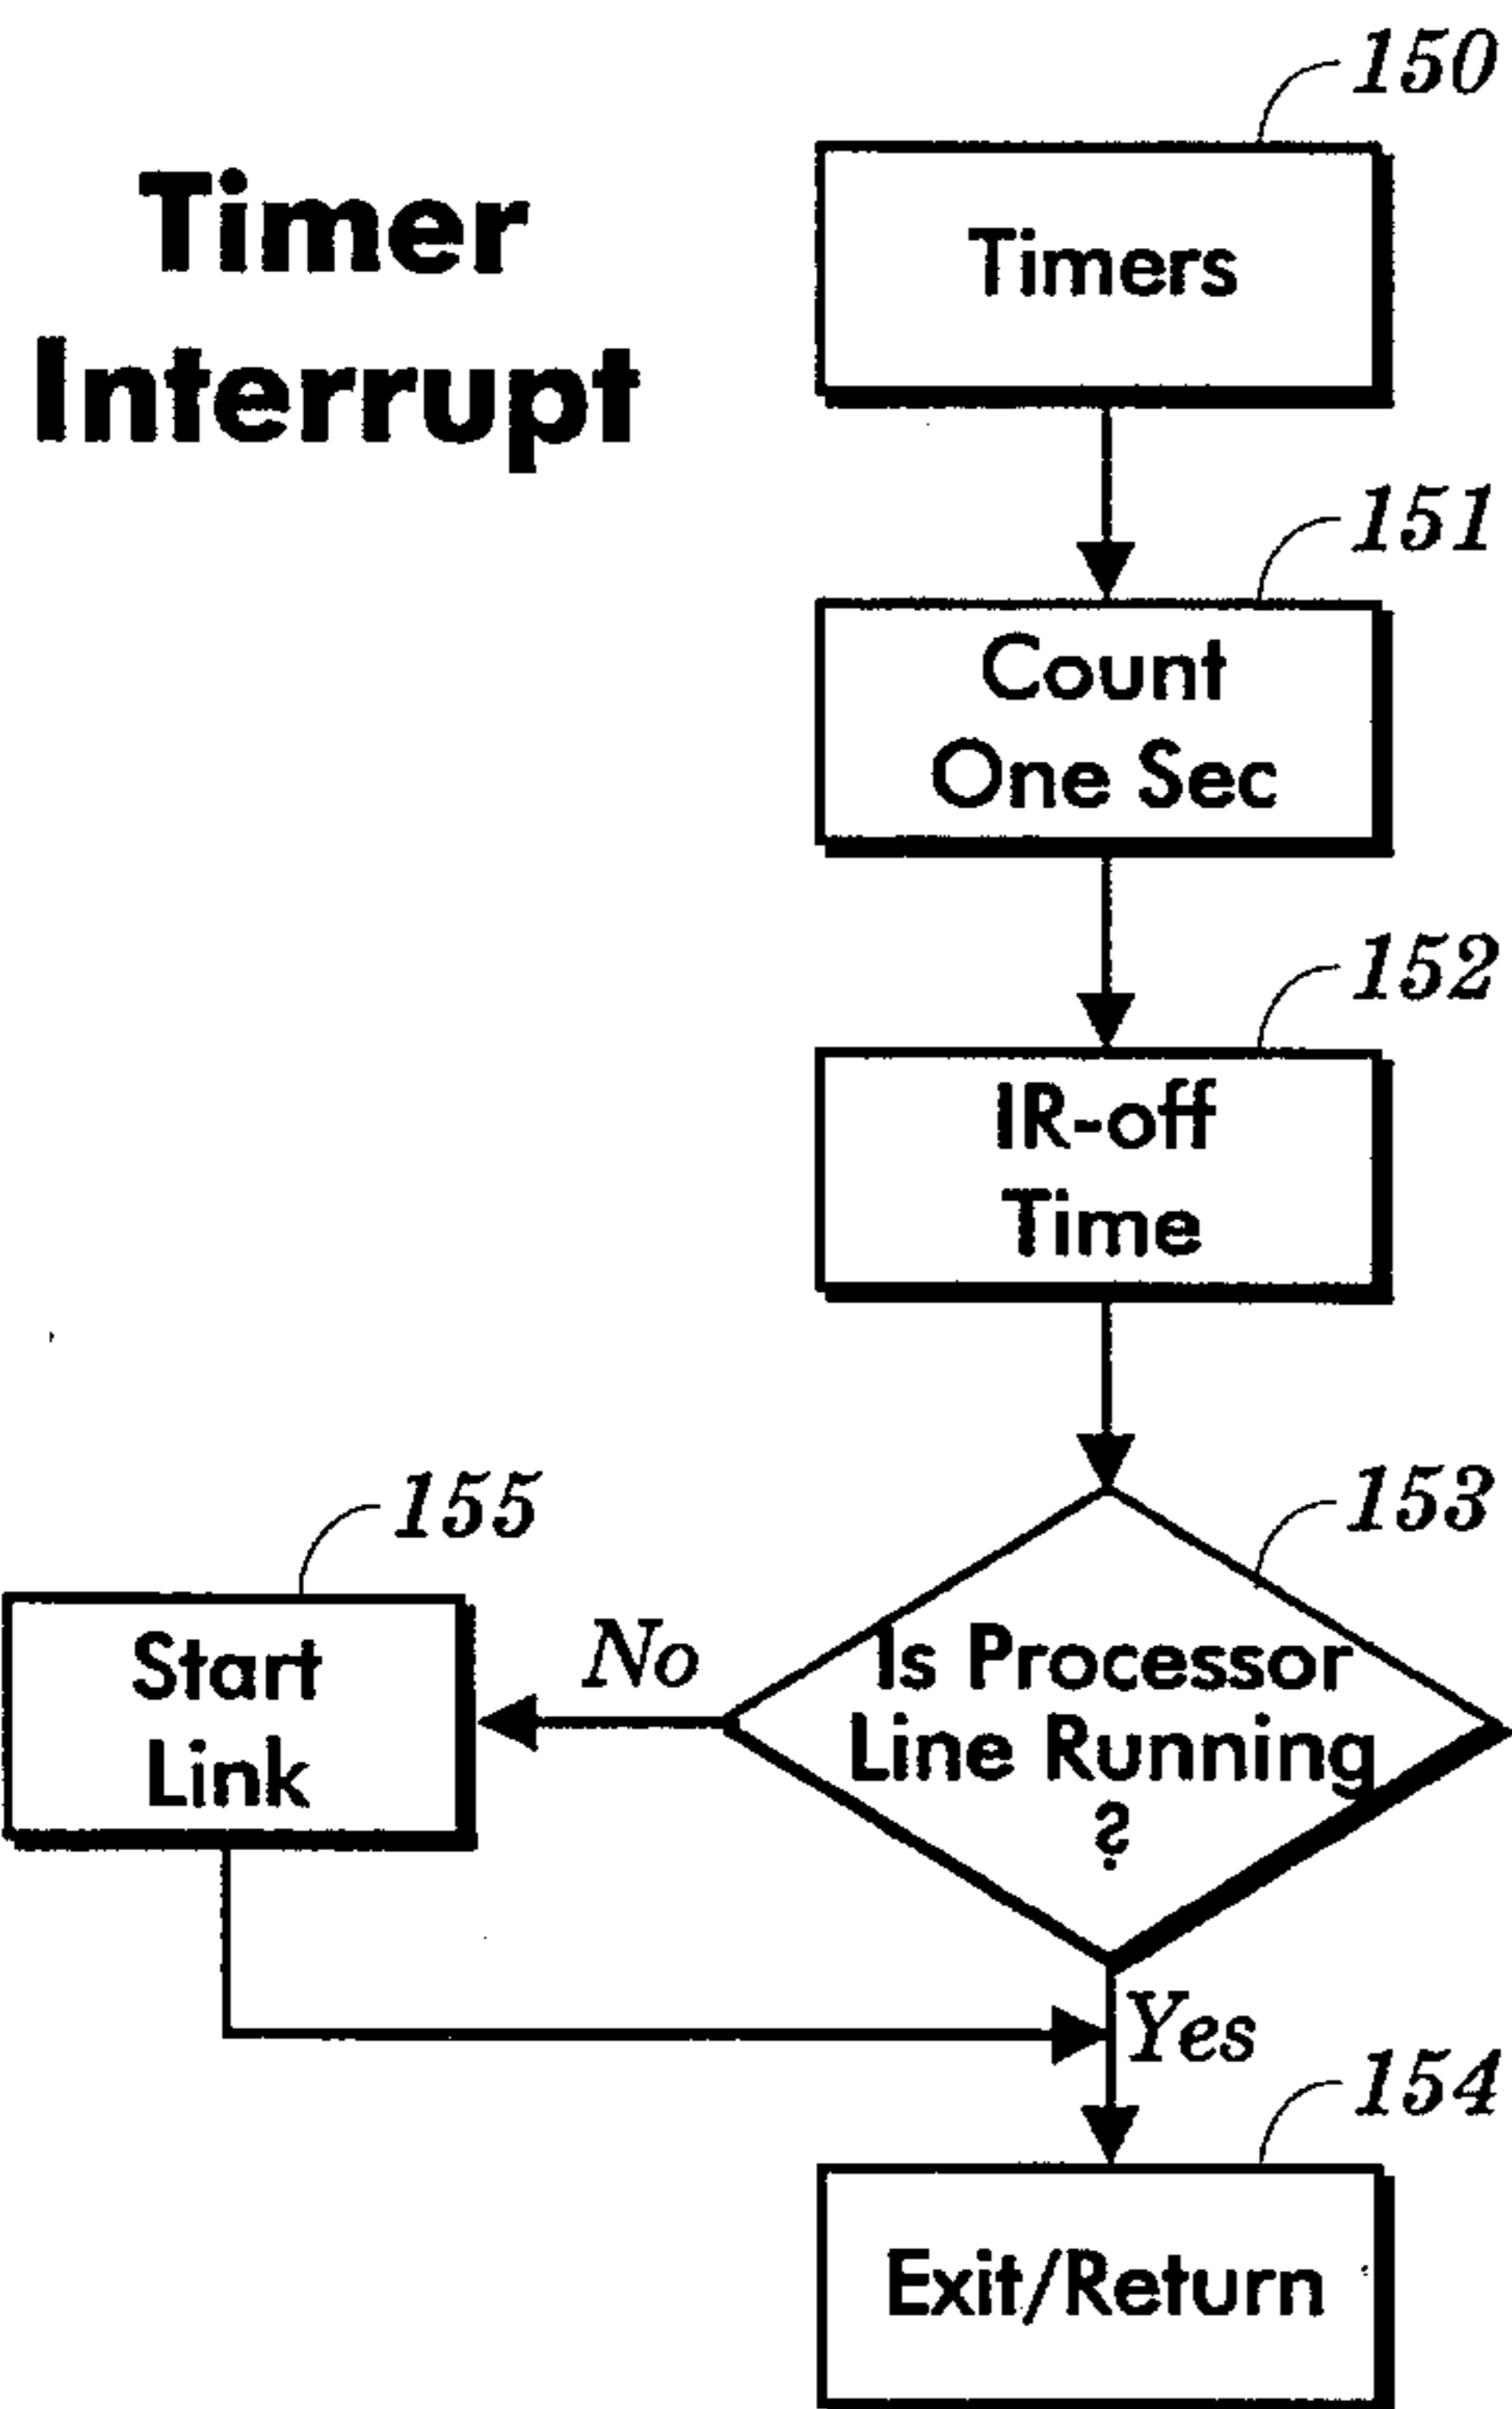 Timer
Interrupt
150
Timers
151
Count
One Sec
152
IR-off
Time
153
Is Processor
Line Running
?
No
155
Start
Link
Yes
154
Exit/Return